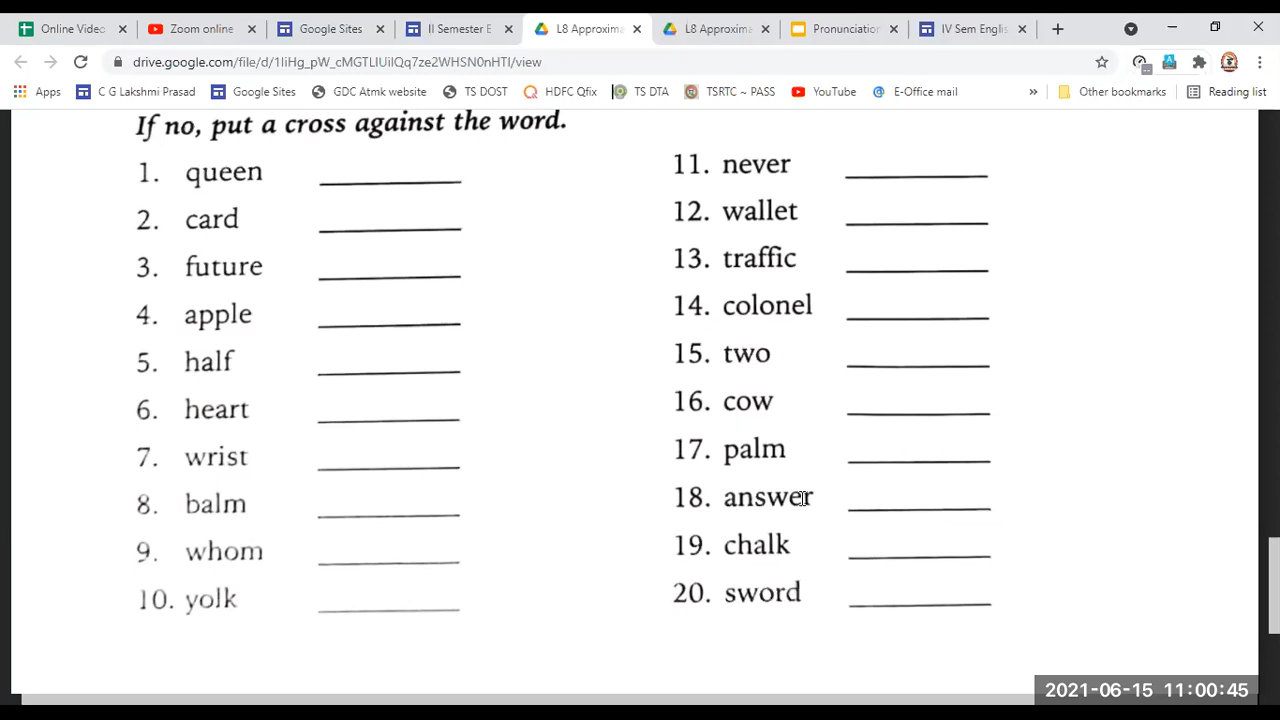 Online Video
Zoom online
Google Sites
II Semester E
L8 Approxima
L8 Approxima
Pronunciation
IV Sem Englis
drive.google.com/file/d/1liHg_pW_cMGTLlUilQq7ze2WHSIl0nHTl/view
Apps
C G Lakshmi Prasad
Google Sites
GDC Atmk website
TS DOST
HDFC Qfix
TS DTA
TSRTC ~ PASS
YouTube
E-Office mail
»
Other bookmarks
Reading list
If no, put a cross against the word.
1. queen
2. card
3. future
4. apple
5. half
6. heart
7. wrist
8. balm
9. whom
10. yolk
11. never
12. wallet
13. traffic
14. colonel
15. two
16. cow
17. palm
18. answer
19. chalk
20. sword
2021-06-15 11:00:45